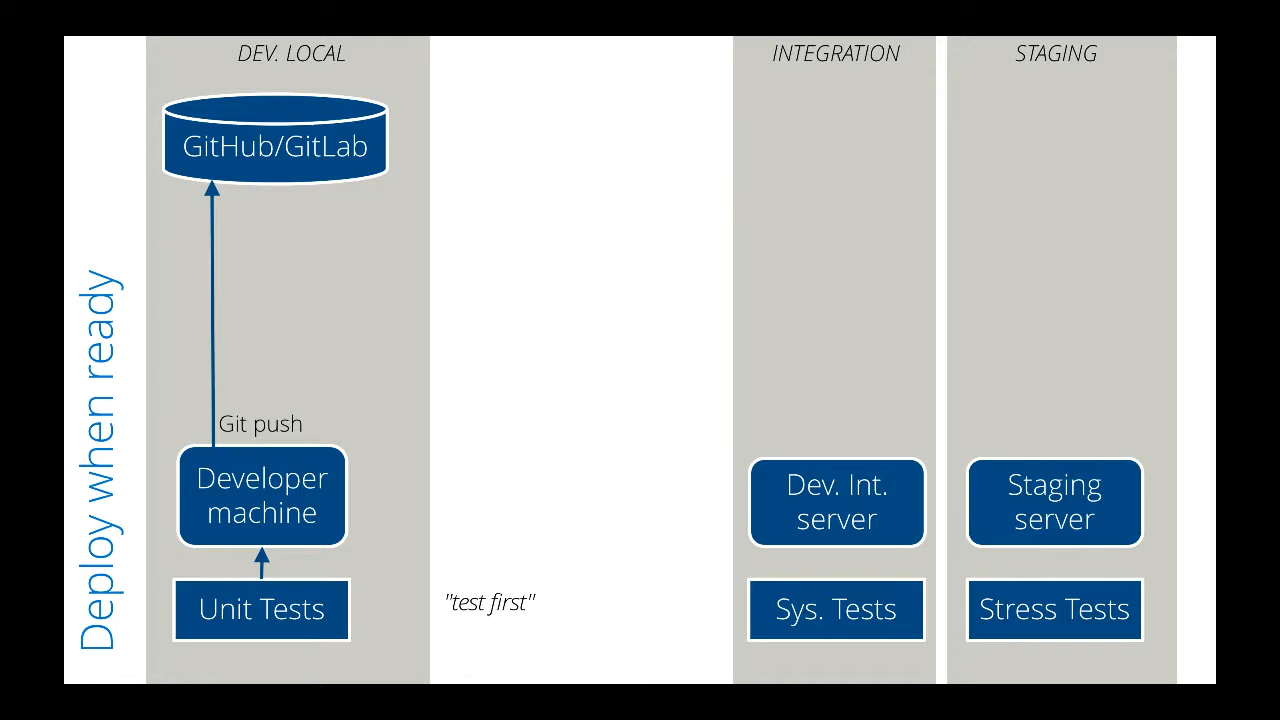 Deploy when ready
DEV. LOCAL
GitHub/GitLab
Git push
Developer
machine
Unit Tests
"test first"
INTEGRATION
Dev. Int.
server
Sys. Tests
STAGING
Staging
server
Stress Tests